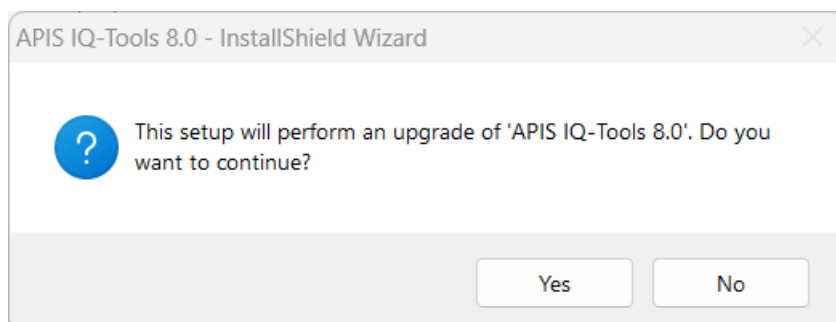 APIS IQ-Tools 8.0 - InstallShield Wizard
?
This setup will perform an upgrade of 'APIS IQ-Tools 8.0'. Do you
want to continue?
Yes No